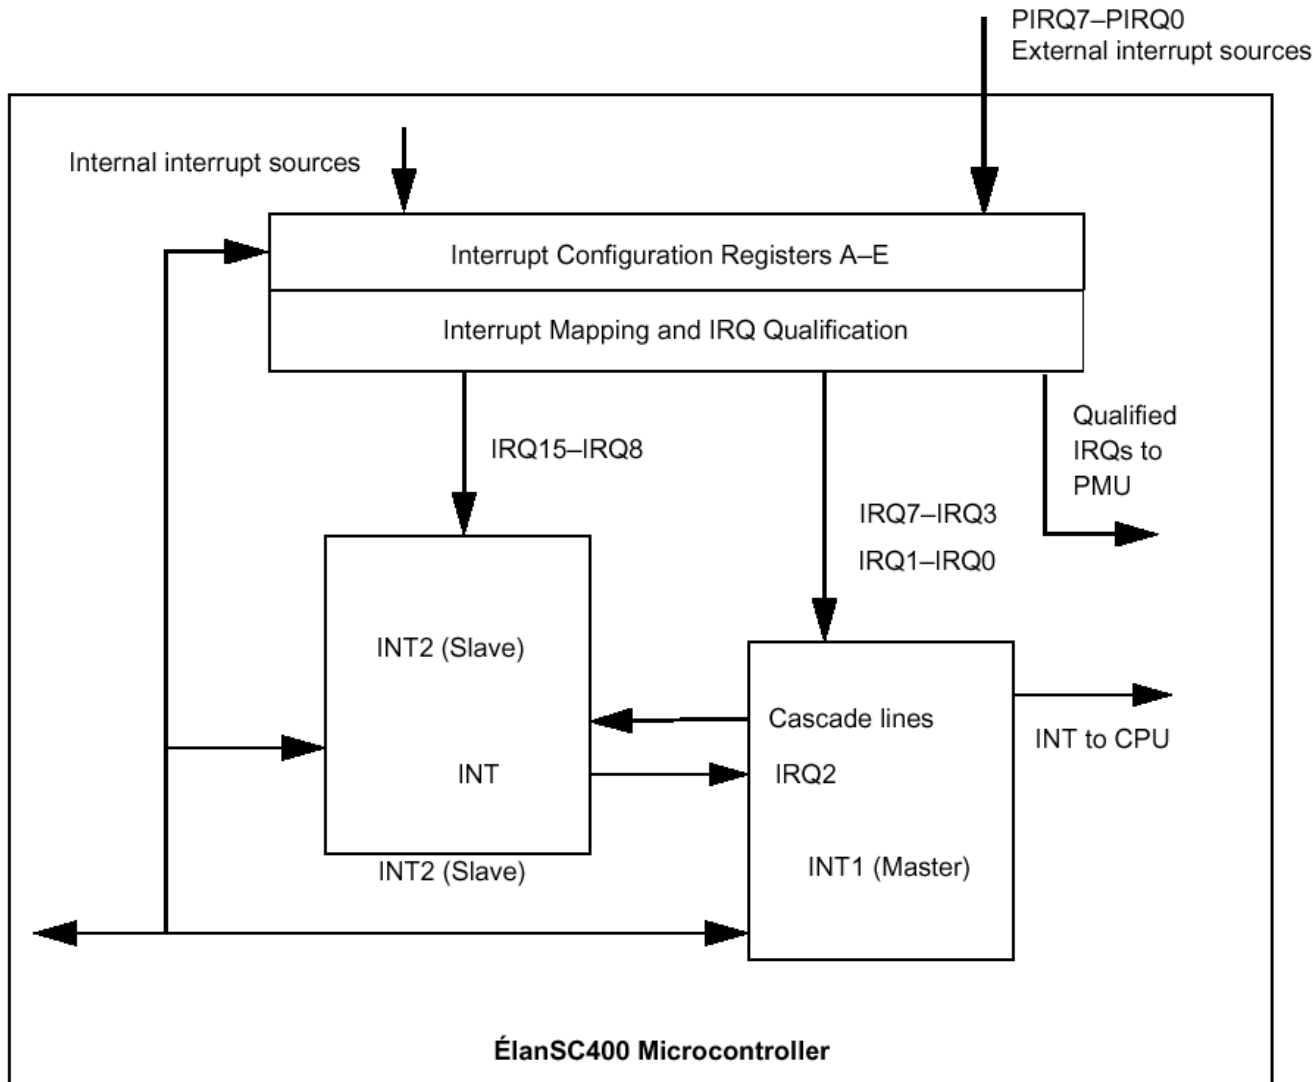 PIRQ7–PIRQ0
External interrupt sources
Internal interrupt sources
Interrupt Configuration Registers A–E
Interrupt Mapping and IRQ Qualification
IRQ15–IRQ8
Qualified
IRQs to
PMU
IRQ7–IRQ3
IRQ1–IRQ0
INT2 (Slave)
Cascade lines
INT to CPU
INT
IRQ2
INT2 (Slave)
INT1 (Master)
ÉlanSC400 Microcontroller